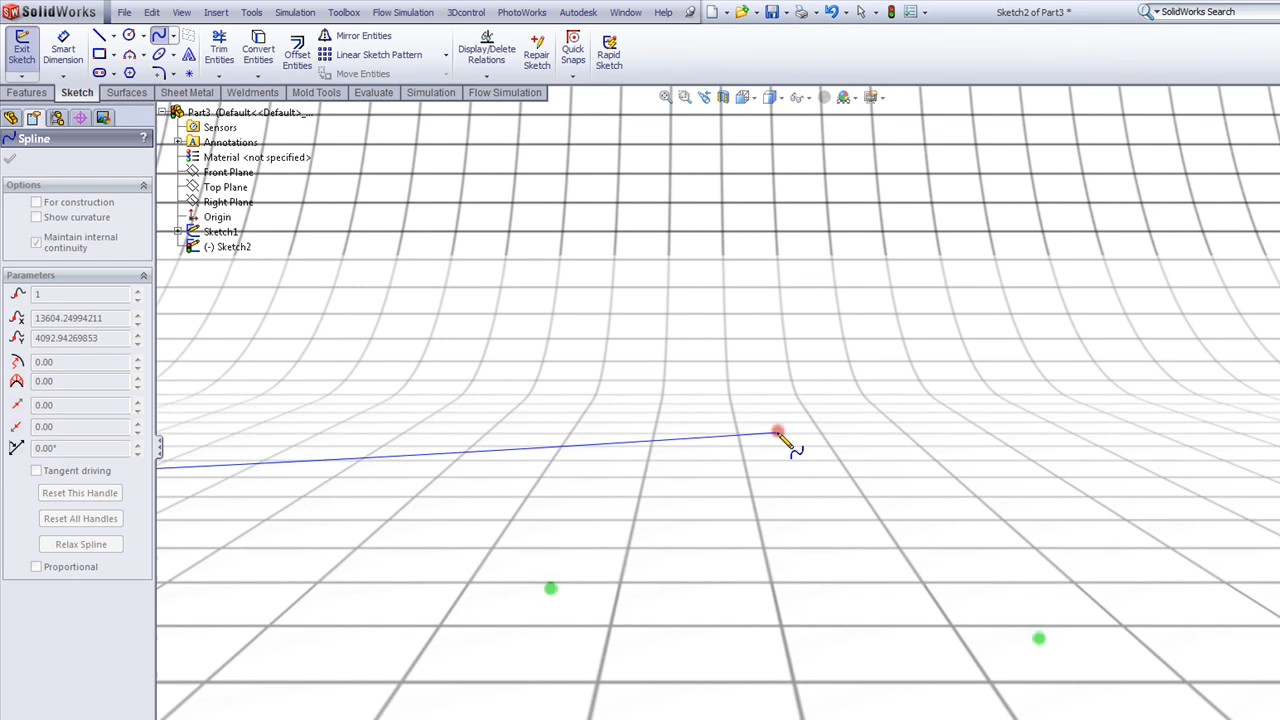 SolidWorks File Edit View Insert Tools Simulation Toolbox Flow Simulation 3Dcontrol PhotoWorks Autodesk Window Help Sketch2 of Part3 * SolidWorks Search
Exit Sketch
Smart Dimension
Trim Entities
Convert Entities
Offset Entities
Mirror Entities
Linear Sketch Pattern
Move Entities
Display/Delete Relations
Repair Sketch
Quick Snaps
Rapid Sketch
Features Sketch Surfaces Sheet Metal Weldments Mold Tools Evaluate Simulation Flow Simulation
Spline ?
Options
For construction
Show curvature
Maintain internal
continuity
Parameters
1
13604.24994211
4092.94269853
0.00
0.00
0.00
0.00
0.00°
Tangent driving
Reset This Handle
Reset All Handles
Relax Spline
Proportional
Part3 (Default<<Default>_...
Sensors
Annotations
Material <not specified>
Front Plane
Top Plane
Right Plane
Origin
Sketch1
(-) Sketch2